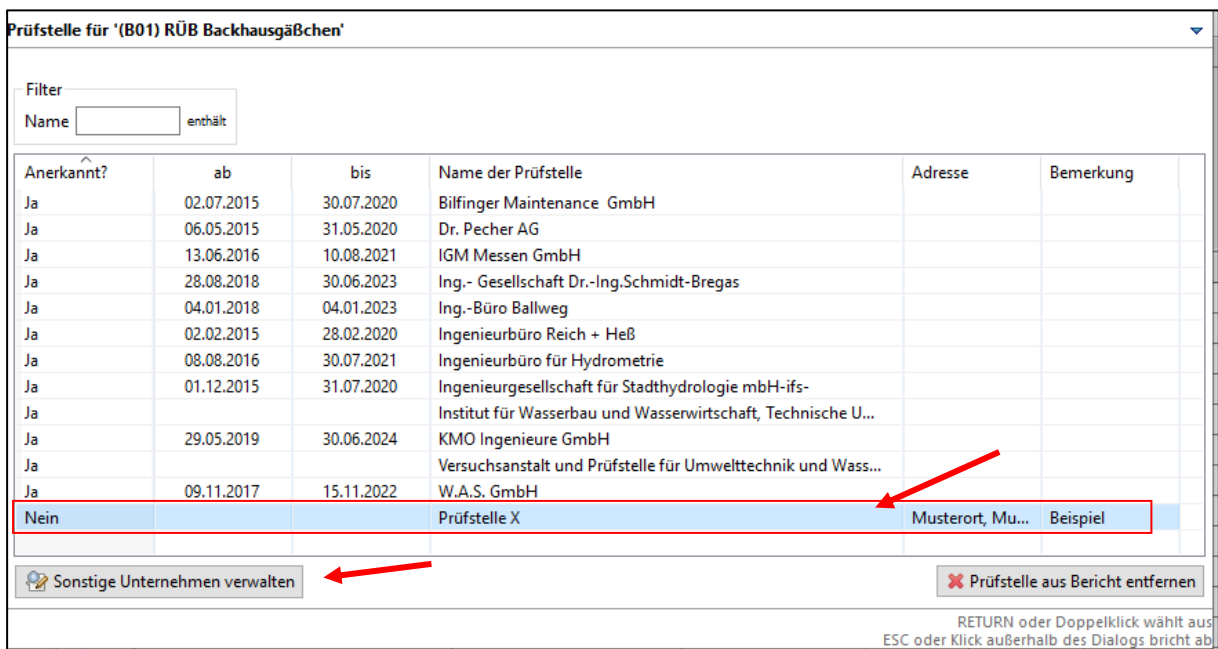 Prüfstelle für '(B01) RÜB Backhausgäßchen'
Filter
Name enthält
Anerkannt? ab bis Name der Prüfstelle Adresse Bemerkung
Ja 02.07.2015 30.07.2020 Bilfinger Maintenance GmbH
Ja 06.05.2015 31.05.2020 Dr. Pecher AG
Ja 13.06.2016 10.08.2021 IGM Messen GmbH
Ja 28.08.2018 30.06.2023 Ing.- Gesellschaft Dr.-Ing.Schmidt-Bregas
Ja 04.01.2018 04.01.2023 Ing.-Büro Ballweg
Ja 02.02.2015 28.02.2020 Ingenieurbüro Reich + Heß
Ja 08.08.2016 30.07.2021 Ingenieurbüro für Hydrometrie
Ja 01.12.2015 31.07.2020 Ingenieurgesellschaft für Stadthydrologie mbH-ifs-
Ja Institut für Wasserbau und Wasserwirtschaft, Technische U...
Ja 29.05.2019 30.06.2024 KMO Ingenieure GmbH
Ja Versuchsanstalt und Prüfstelle für Umwelttechnik und Wass...
Ja 09.11.2017 15.11.2022 W.A.S. GmbH
Nein Prüfstelle X Musterort, Mu... Beispiel
Sonstige Unternehmen verwalten Prüfstelle aus Bericht entfernen
RETURN oder Doppelklick wählt aus
ESC oder Klick außerhalb des Dialogs bricht ab